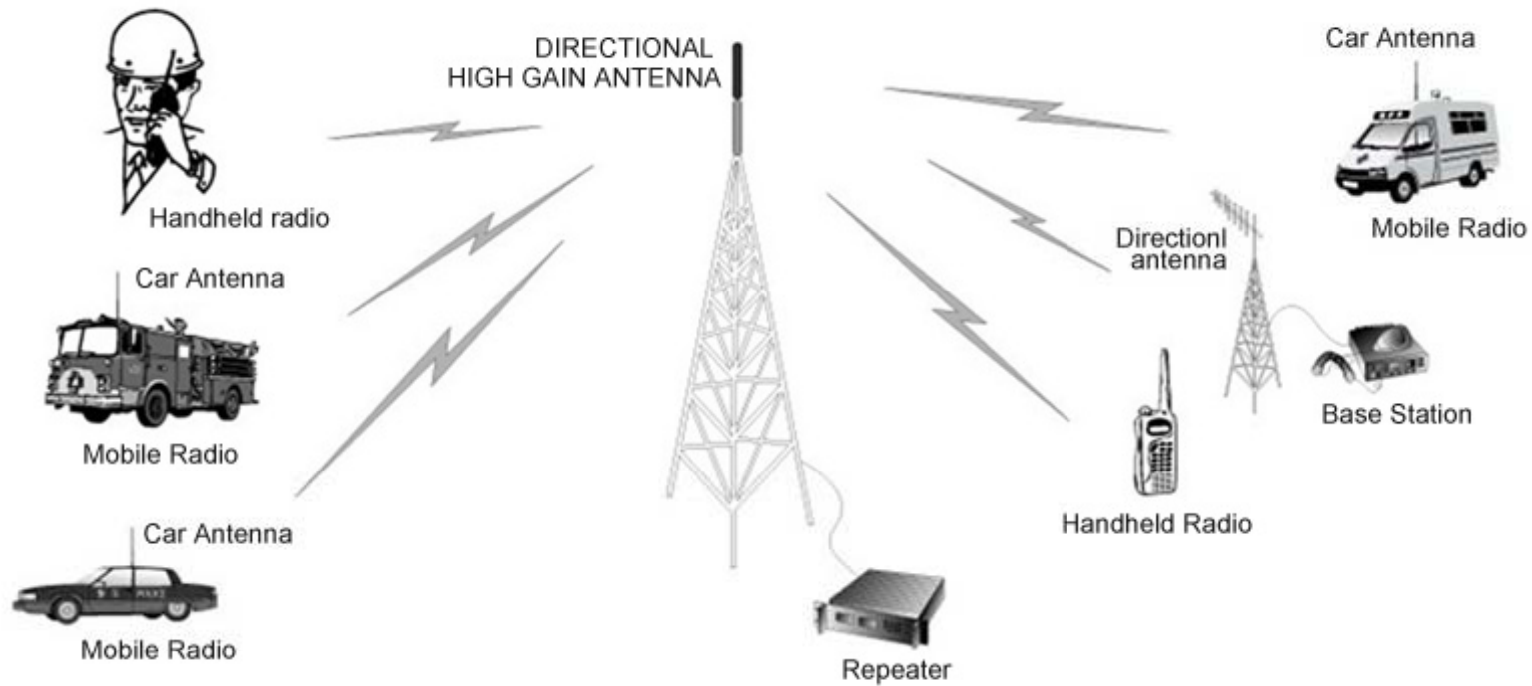 DIRECTIONAL
HIGH GAIN ANTENNA
Handheld radio
Car Antenna
Mobile Radio
Car Antenna
Mobile Radio
Repeater
Car Antenna
Mobile Radio
Directionl
antenna
Base Station
Handheld Radio